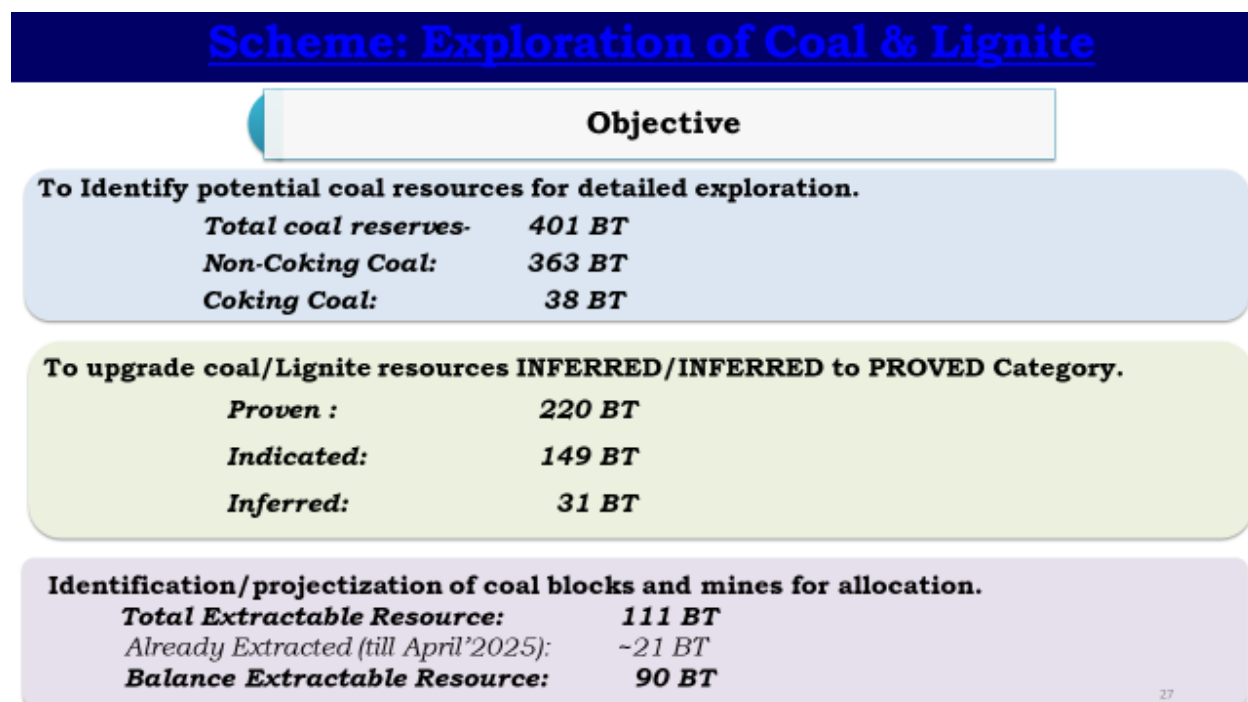 Scheme: Exploration of Coal & Lignite
Objective
To Identify potential coal resources for detailed exploration.
Total coal reserves- 401 BT
Non-Coking Coal: 363 BT
Coking Coal: 38 BT
To upgrade coal/Lignite resources INFERRED/INFERRED to PROVED Category.
Proven : 220 BT
Indicated: 149 BT
Inferred: 31 BT
Identification/projectization of coal blocks and mines for allocation.
Total Extractable Resource: 111 BT
Already Extracted (till April’2025): ~21 BT
Balance Extractable Resource: 90 BT
27